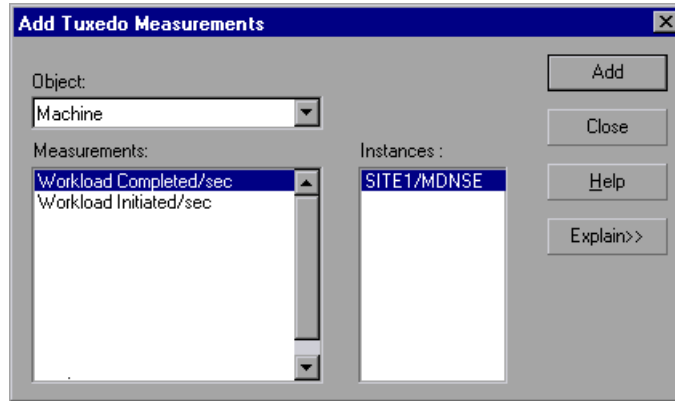 Add Tuxedo Measurements
Object:
Machine
Measurements:
Workload Completed/sec
Workload Initiated/sec
Instances :
SITE1/MDNSE
Add
Close
Help
Explain>>